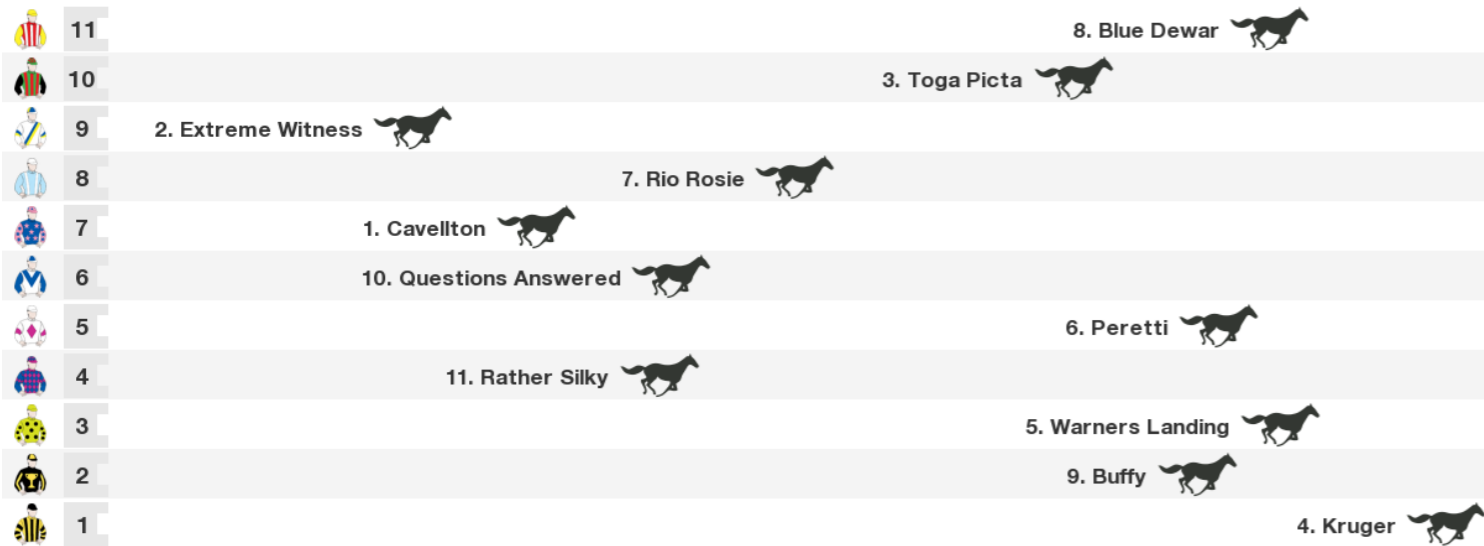 11 8. Blue Dewar
10 3. Toga Picta
9 2. Extreme Witness
8 7. Rio Rosie
7 1. Cavellton
6 10. Questions Answered
5 6. Peretti
4 11. Rather Silky
3 5. Warners Landing
2 9. Buffy
1 4. Kruger